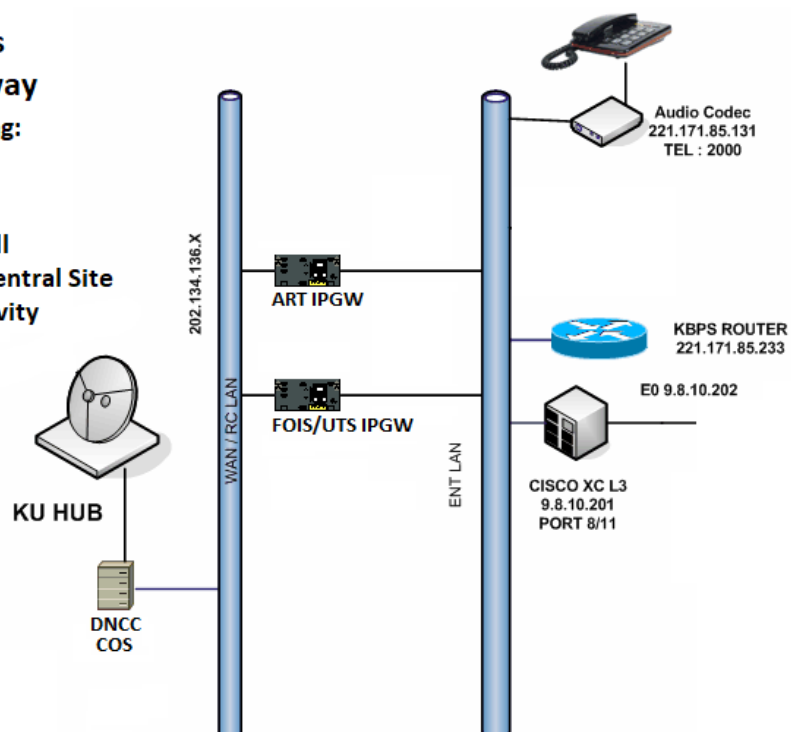 s
vay
g:
ll
entral Site
vity
Audio Codec
221.171.85.131
TEL : 2000
202.134.136.X
ART IPGW
KBPS ROUTER
221.171.85.233
WAN / RC LAN
FOIS/UTS IPGW
E0 9.8.10.202
ENT LAN
CISCO XC L3
9.8.10.201
PORT 8/11
KU HUB
DNCC
COS